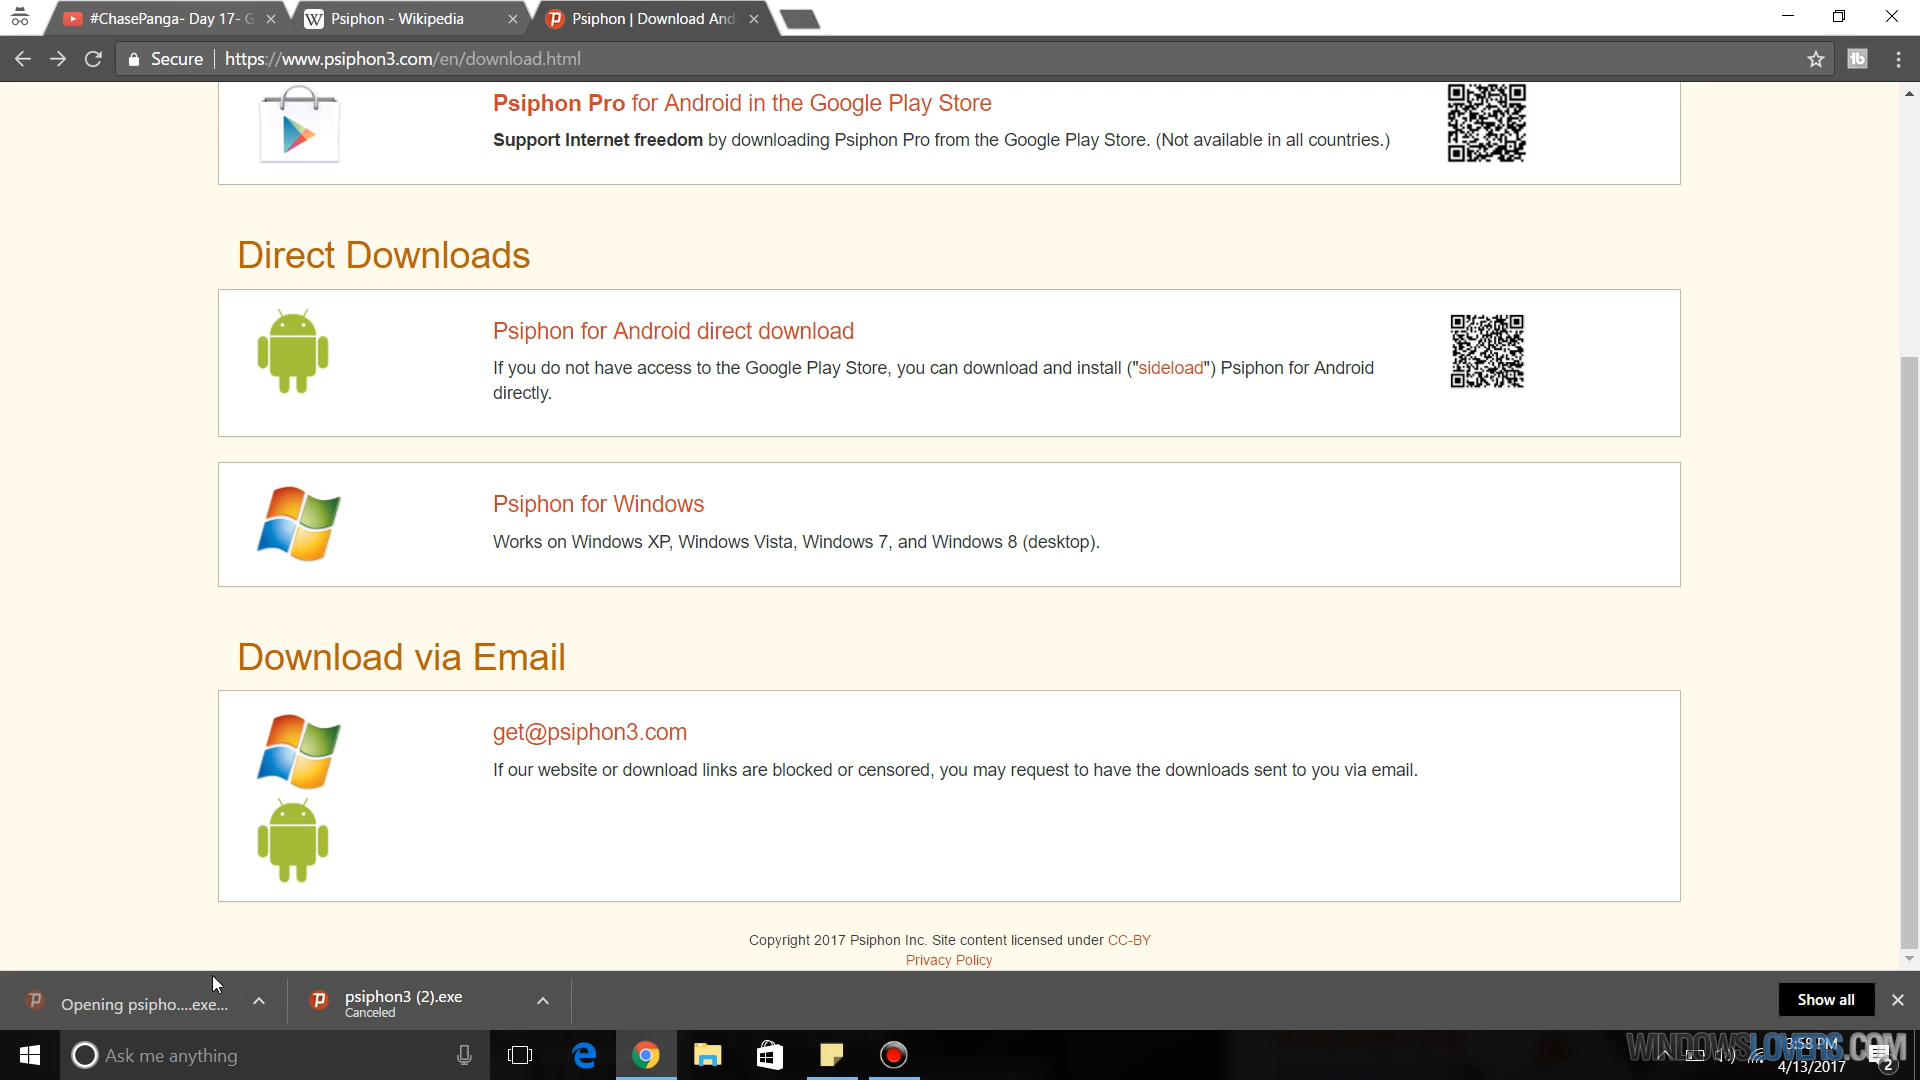 #ChasePanga- Day 17- G
Psiphon - Wikipedia
Psiphon | Download And
Secure
https://www.psiphon3.com/en/download.html
Psiphon Pro for Android in the Google Play Store
Support Internet freedom by downloading Psiphon Pro from the Google Play Store. (Not available in all countries.)
Direct Downloads
Psiphon for Android direct download
If you do not have access to the Google Play Store, you can download and install ("sideload") Psiphon for Android
directly.
Psiphon for Windows
Works on Windows XP, Windows Vista, Windows 7, and Windows 8 (desktop).
Download via Email
get@psiphon3.com
If our website or download links are blocked or censored, you may request to have the downloads sent to you via email.
Copyright 2017 Psiphon Inc. Site content licensed under CC-BY
Privacy Policy
Opening psipho....exe...
psiphon3 (2).exe
Canceled
Show all
Ask me anything
WINDOWSLOVERS.COM
3:58 PM
4/13/2017
2